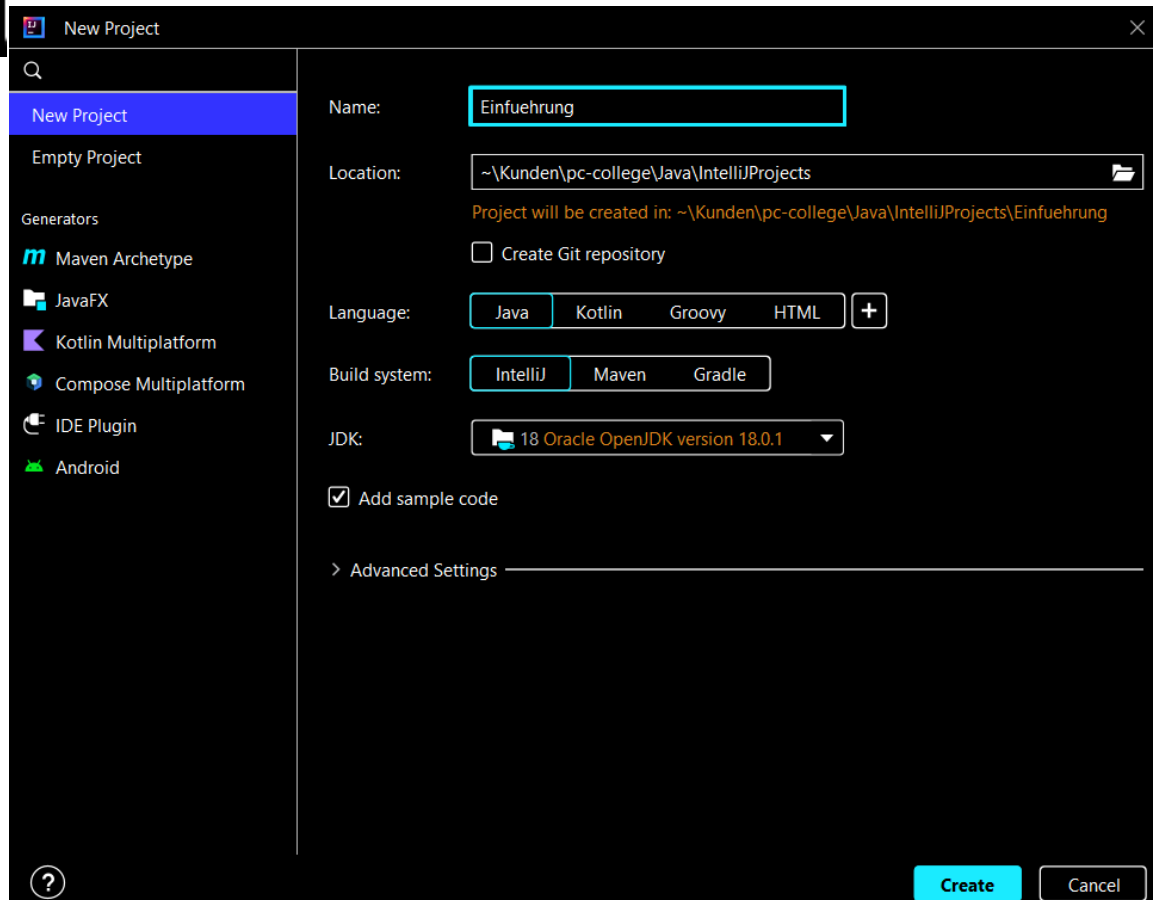 New Project
New Project
Empty Project
Generators
Maven Archetype
JavaFX
Kotlin Multiplatform
Compose Multiplatform
IDE Plugin
Android
Name: Einfuehrung
Location: ~\Kunden\pc-college\Java\IntelliJProjects
Project will be created in: ~\Kunden\pc-college\Java\IntelliJProjects\Einfuehrung
Create Git repository
Language: Java Kotlin Groovy HTML +
Build system: IntelliJ Maven Gradle
JDK: 18 Oracle OpenJDK version 18.0.1
Add sample code
> Advanced Settings
? Create Cancel